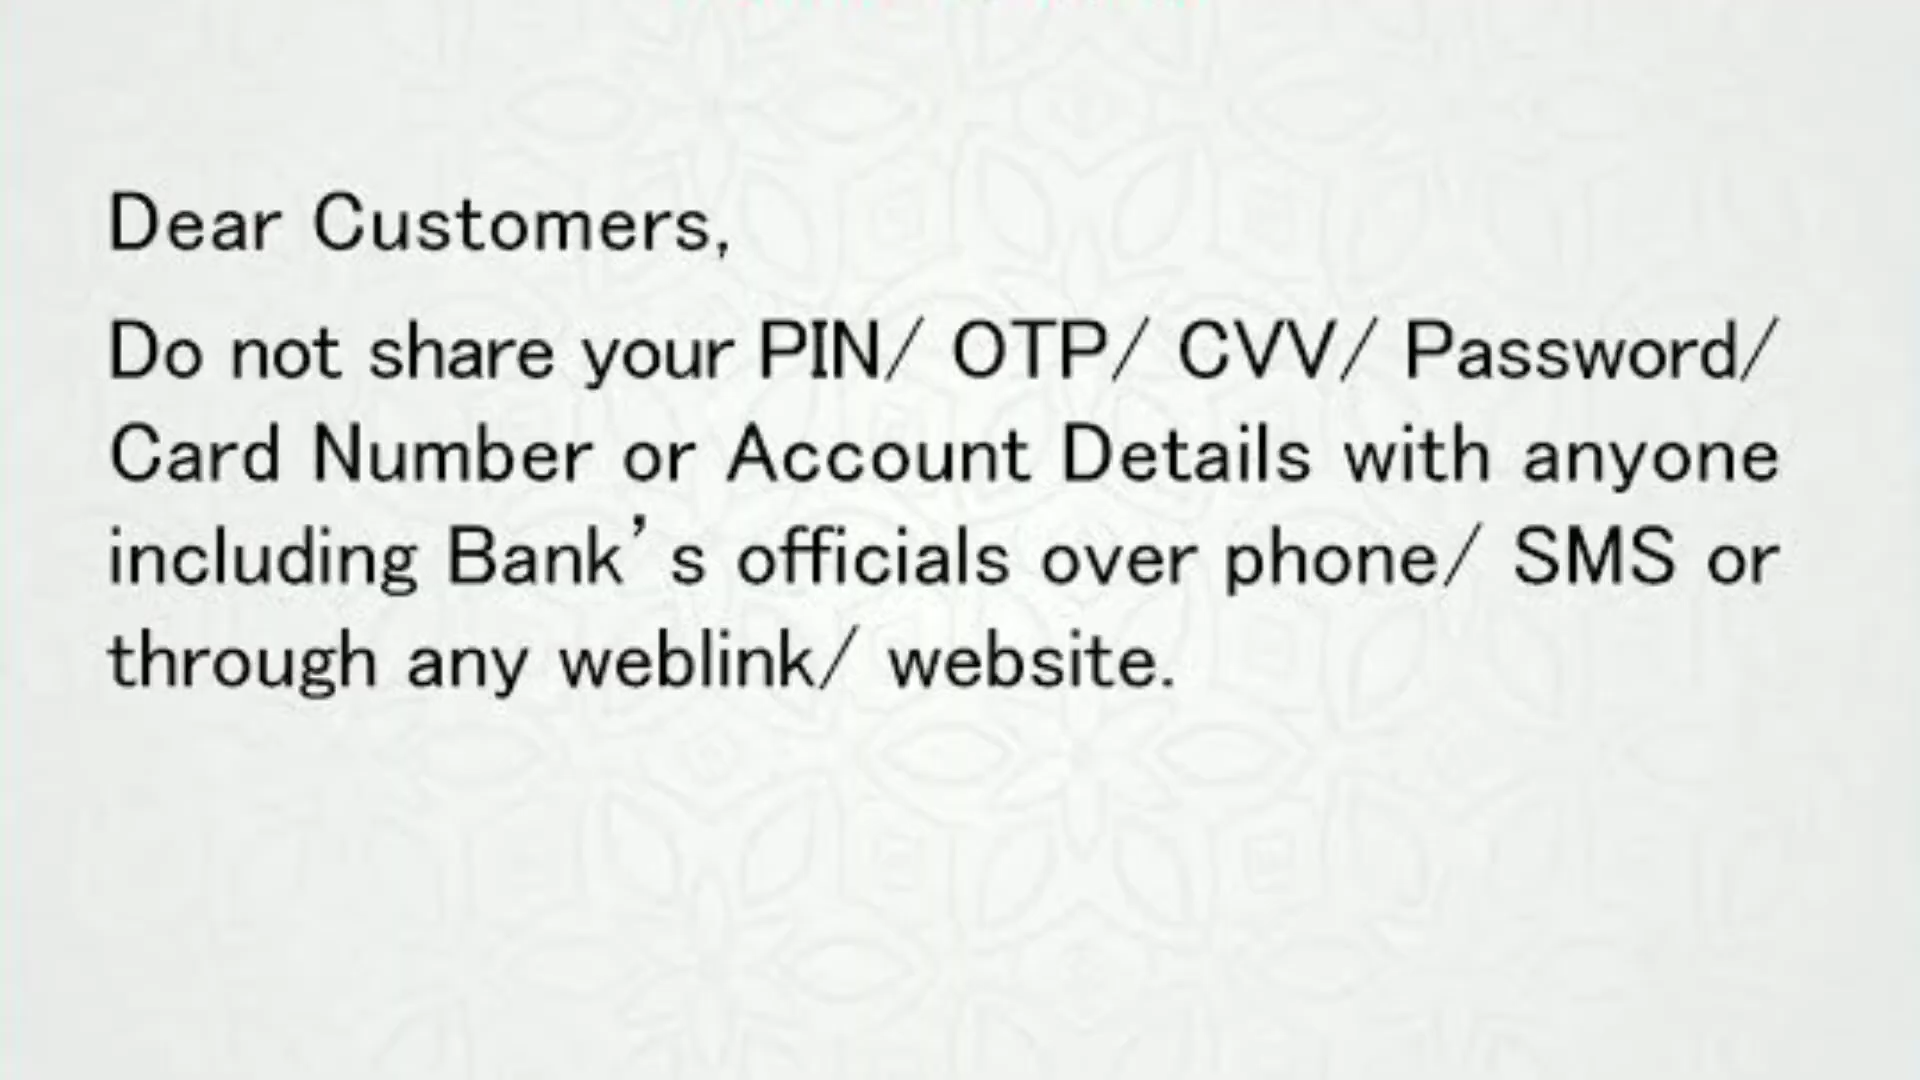 Dear Customers,
Do not share your PIN/ OTP/ CVV/ Password/
Card Number or Account Details with anyone
including Bank’s officials over phone/ SMS or
through any weblink/ website.